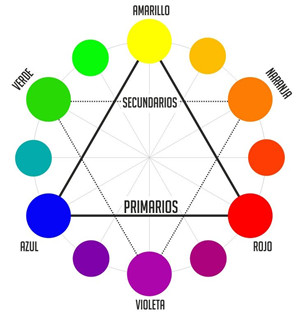 AMARILLO
VERDE
NARANJA
SECUNDARIOS
PRIMARIOS
AZUL
ROJO
VIOLETA